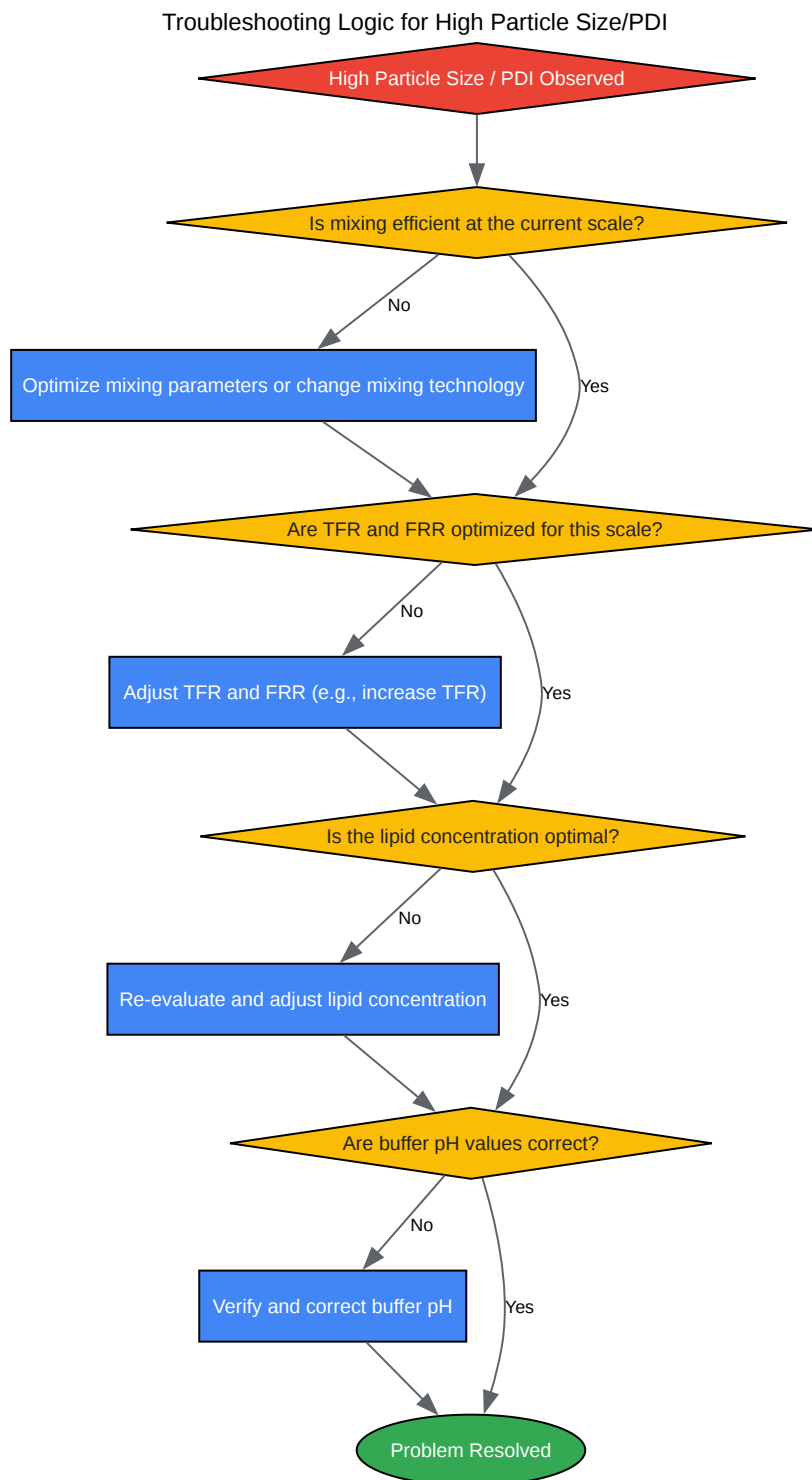 Troubleshooting Logic for High Particle Size/PDI
High Particle Size / PDI Observed
Is mixing efficient at the current scale?
No
Optimize mixing parameters or change mixing technology
Yes
Are TFR and FRR optimized for this scale?
No
Adjust TFR and FRR (e.g., increase TFR)
Yes
Is the lipid concentration optimal?
No
Re-evaluate and adjust lipid concentration
Yes
Are buffer pH values correct?
No
Verify and correct buffer pH
Yes
Problem Resolved